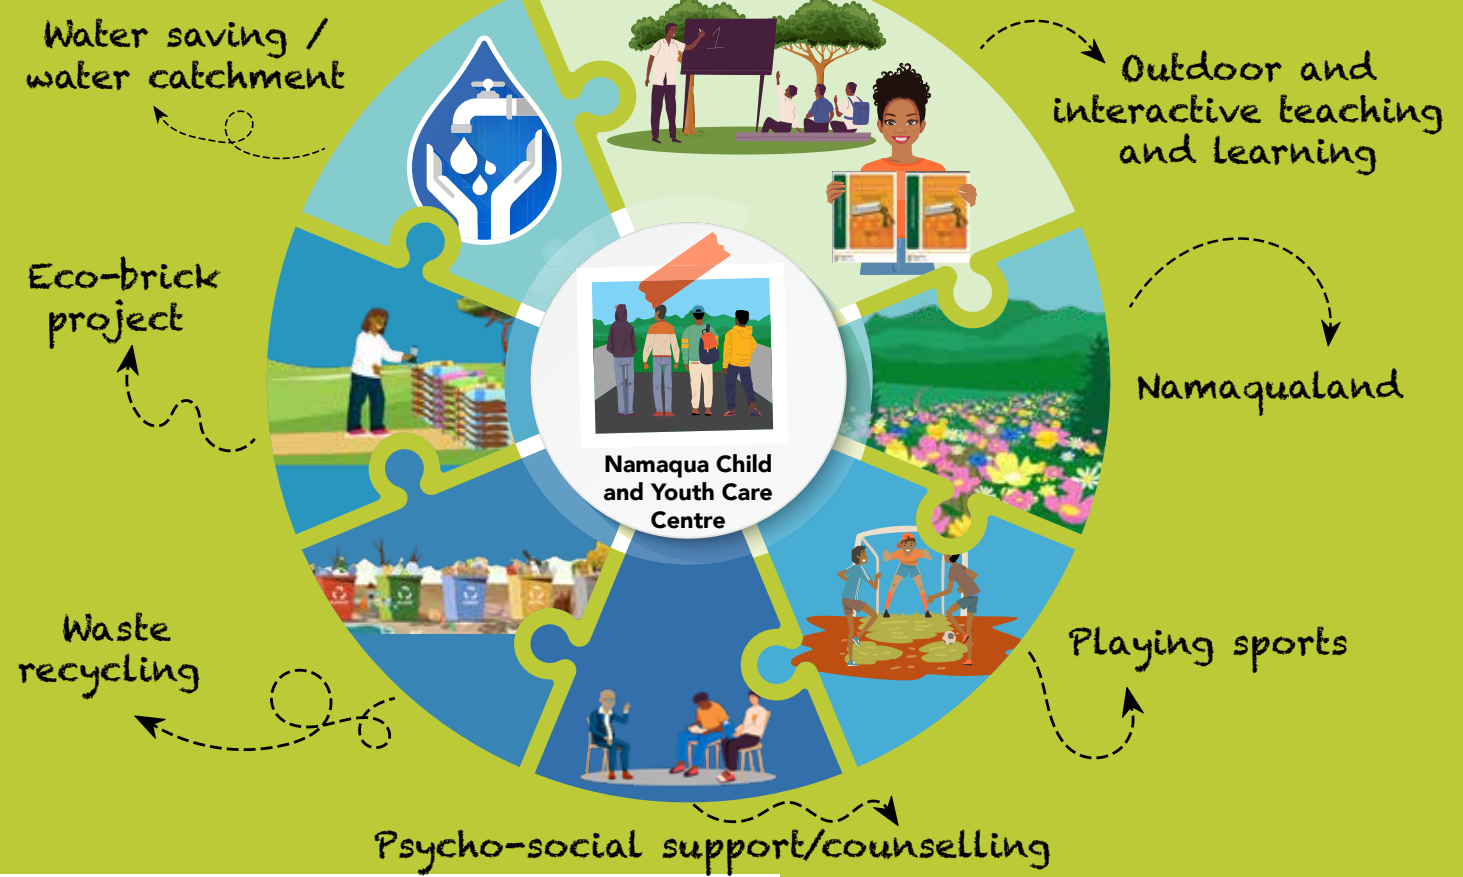 Water saving /
water catchment
Outdoor and
interactive teaching
and learning
1
Eco-brick
project
Namaqualand
Namaqua Child
and Youth Care
Centre
Waste
recycling
Playing sports
Psycho-social support/counselling